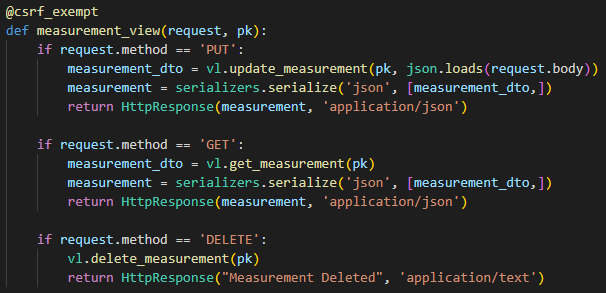 @csrf_exempt
def measurement_view(request, pk):
    if request.method == 'PUT':
        measurement_dto = vl.update_measurement(pk, json.loads(request.body))
        measurement = serializers.serialize('json', [measurement_dto,])
        return HttpResponse(measurement, 'application/json')

    if request.method == 'GET':
        measurement_dto = vl.get_measurement(pk)
        measurement = serializers.serialize('json', [measurement_dto,])
        return HttpResponse(measurement, 'application/json')

    if request.method == 'DELETE':
        vl.delete_measurement(pk)
        return HttpResponse("Measurement Deleted", 'application/text')